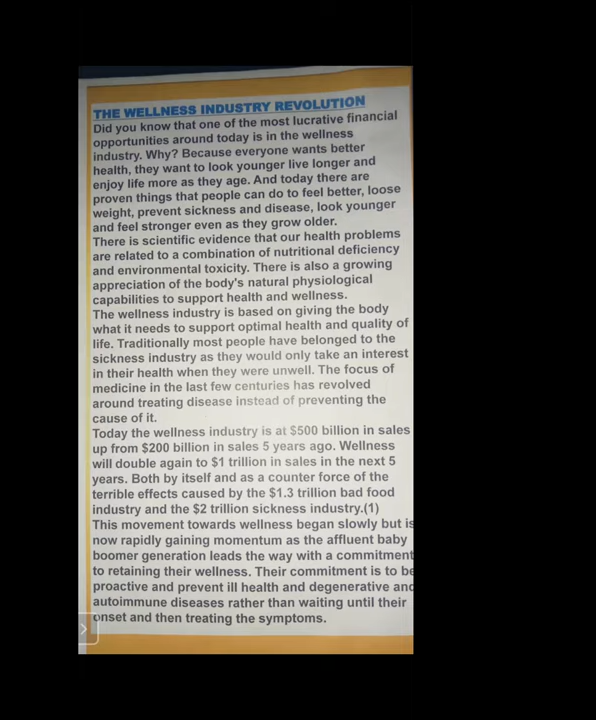 THE WELLNESS INDUSTRY REVOLUTION
Did you know that one of the most lucrative financial
opportunities around today is in the wellness
industry. Why? Because everyone wants better
health, they want to look younger live longer and
enjoy life more as they age. And today there are
proven things that people can do to feel better, loose
weight, prevent sickness and disease, look younger
and feel stronger even as they grow older.
There is scientific evidence that our health problems
are related to a combination of nutritional deficiency
and environmental toxicity. There is also a growing
appreciation of the body's natural physiological
capabilities to support health and wellness.
The wellness industry is based on giving the body
what it needs to support optimal health and quality of
life. Traditionally most people have belonged to the
sickness industry as they would only take an interest
in their health when they were unwell. The focus of
medicine in the last few centuries has revolved
around treating disease instead of preventing the
cause of it.
Today the wellness industry is at $500 billion in sales
up from $200 billion in sales 5 years ago. Wellness
will double again to $1 trillion in sales in the next 5
years. Both by itself and as a counter force of the
terrible effects caused by the $1.3 trillion bad food
industry and the $2 trillion sickness industry.(1)
This movement towards wellness began slowly but is
now rapidly gaining momentum as the affluent baby
boomer generation leads the way with a commitment
to retaining their wellness. Their commitment is to be
proactive and prevent ill health and degenerative and
autoimmune diseases rather than waiting until their
onset and then treating the symptoms.